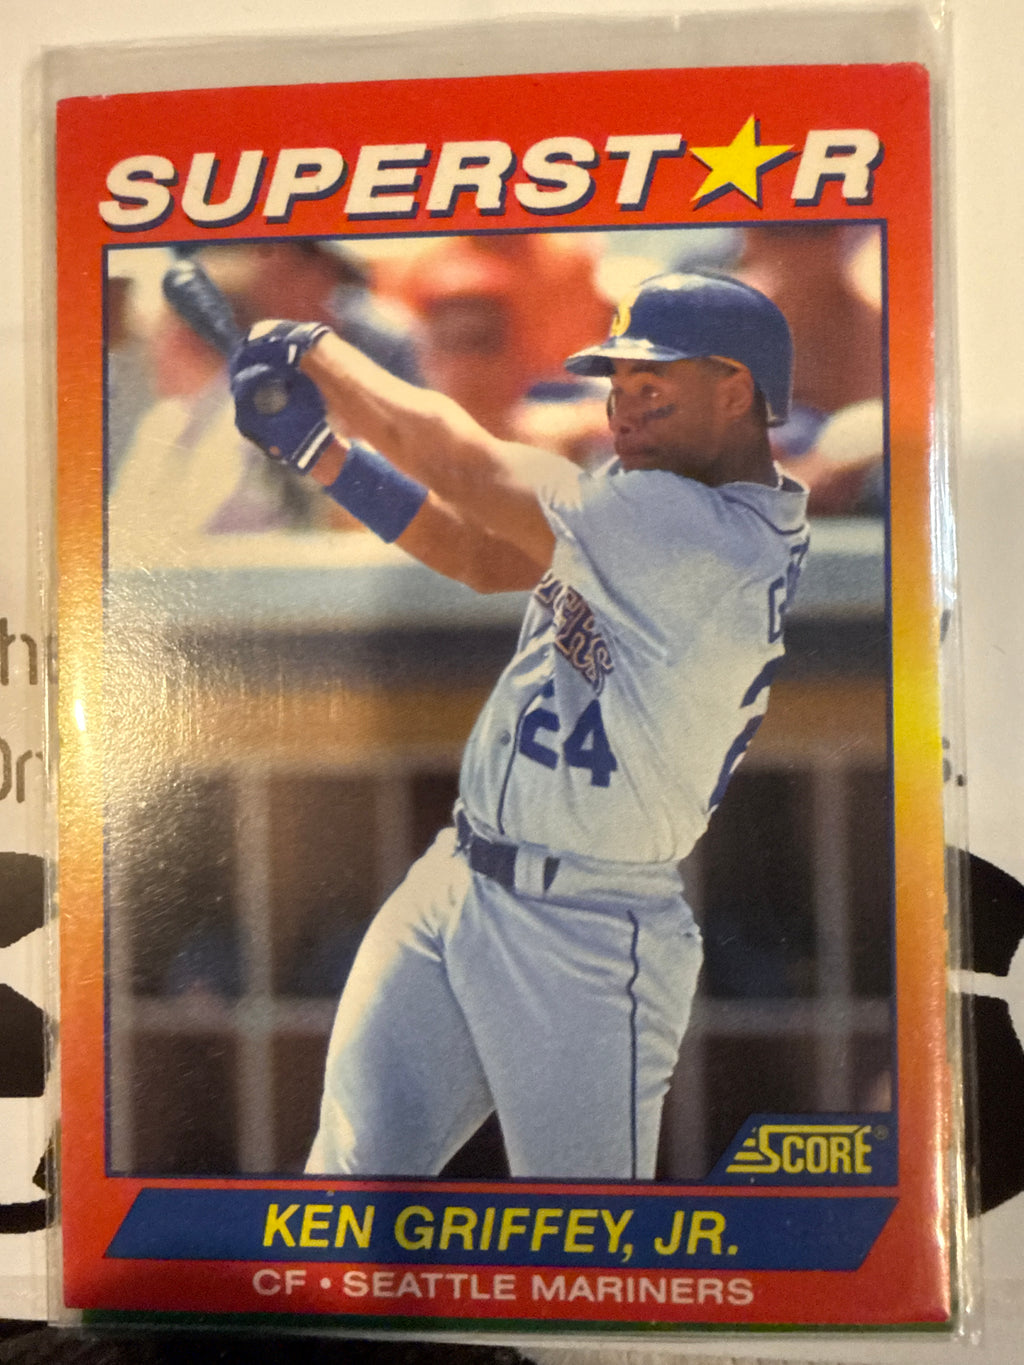 SUPERSTAR
24
SCORE®
KEN GRIFFEY, JR.
CF • SEATTLE MARINERS